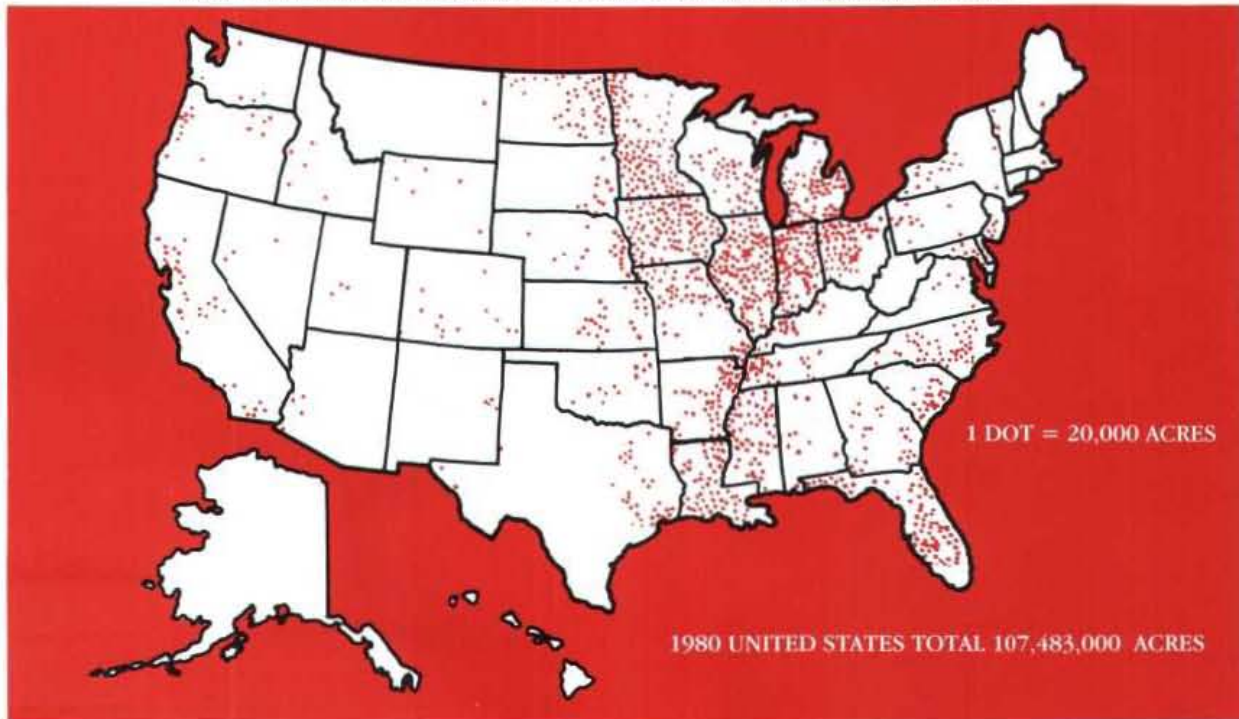 1 DOT = 20,000 ACRES
1980 UNITED STATES TOTAL 107,483,000 ACRES